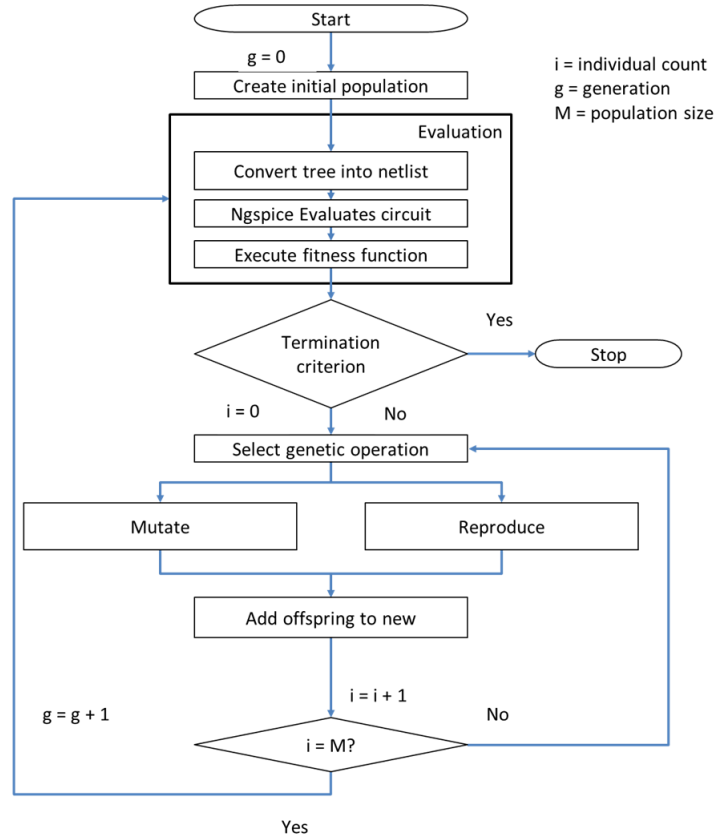 Start
g = 0
Create initial population
i = individual count
g = generation
M = population size
Evaluation
Convert tree into netlist
Ngspice Evaluates circuit
Execute fitness function
Termination
criterion
Yes
Stop
i = 0
No
Select genetic operation
Mutate
Reproduce
Add offspring to new
i = i + 1
g = g + 1
No
i = M?
Yes